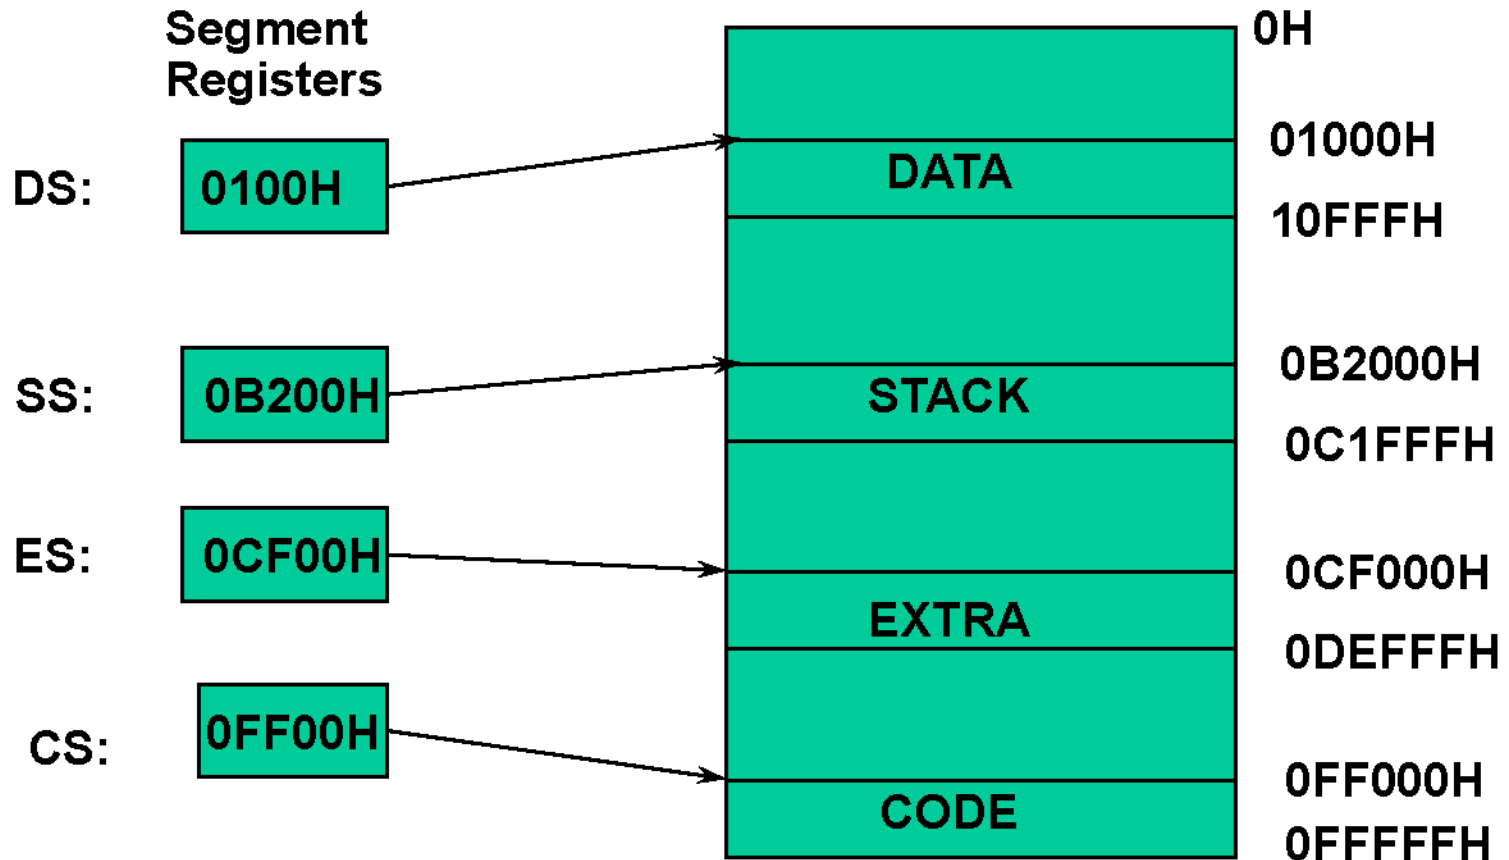 Segment
Registers
0H
DS:
0100H
DATA
01000H
10FFFH
SS:
0B200H
STACK
0B2000H
0C1FFFH
ES:
0CF00H
EXTRA
0CF000H
0DEFFFH
CS:
0FF00H
CODE
0FF000H
0FFFFFH